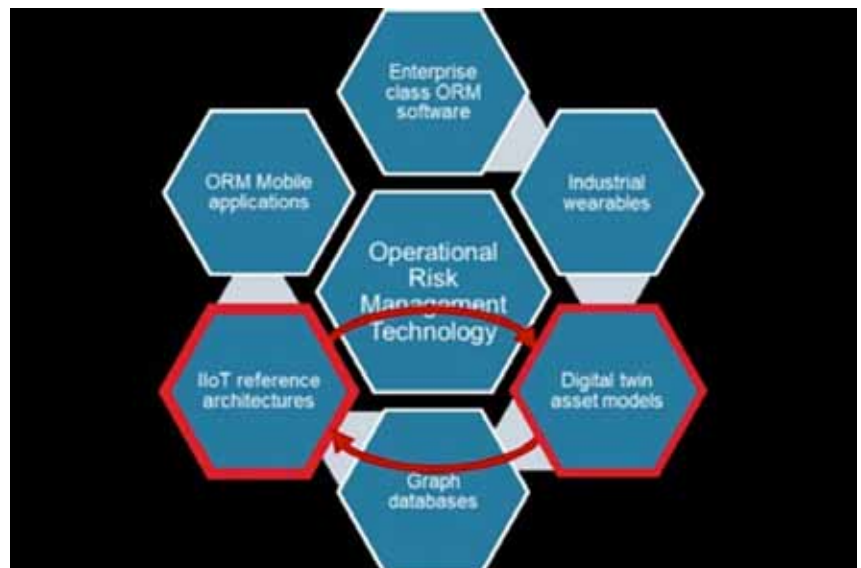 Enterprise
class ORM
software
ORM Mobile
applications
Industrial
wearables
Operational
Risk
Management
Technology
IIoT reference
architectures
Digital twin
asset models
Graph
databases